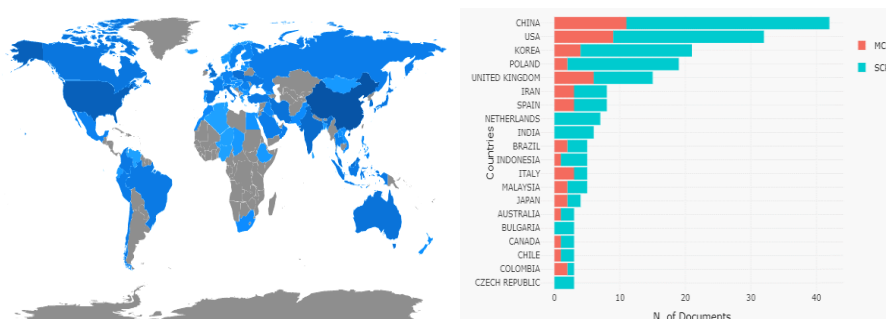 CHINA
USA
KOREA
POLAND
UNITED KINGDOM
IRAN
SPAIN
NETHERLANDS
INDIA
BRAZIL
INDONESIA
ITALY
MALAYSIA
JAPAN
AUSTRALIA
BULGARIA
CANADA
CHILE
COLOMBIA
CZECH REPUBLIC
Countries
0 10 20 30 40
N. of Documents
MC
SC